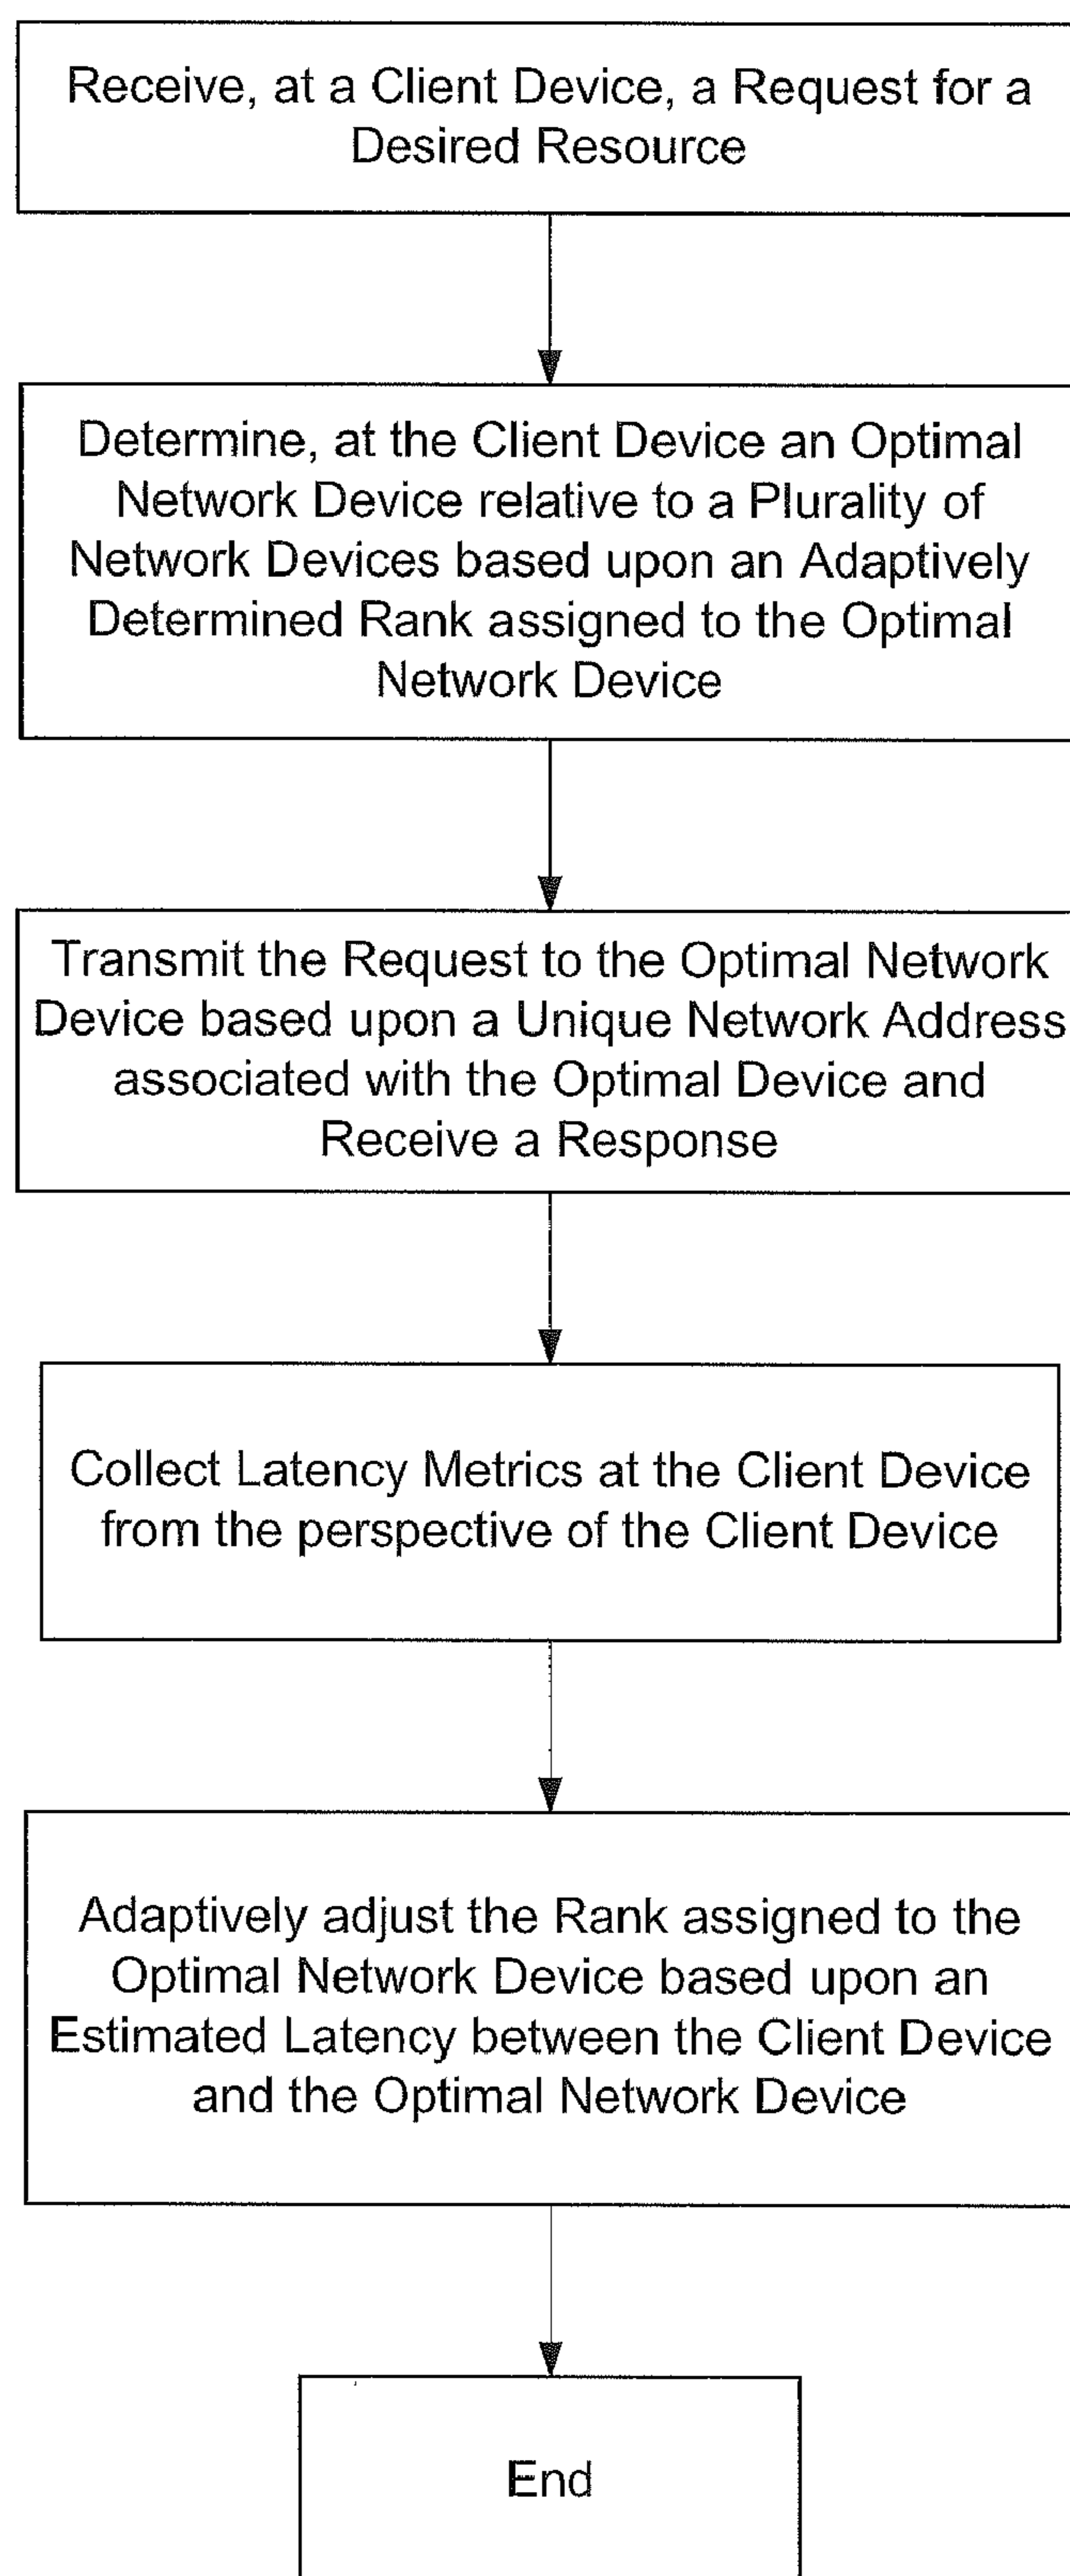 Receive, at a Client Device, a Request for a
Desired Resource
Determine, at the Client Device an Optimal
Network Device relative to a Plurality of
Network Devices based upon an Adaptively
Determined Rank assigned to the Optimal
Network Device
Transmit the Request to the Optimal Network
Device based upon a Unique Network Address
associated with the Optimal Device and
Receive a Response
Collect Latency Metrics at the Client Device
from the perspective of the Client Device
Adaptively adjust the Rank assigned to the
Optimal Network Device based upon an
Estimated Latency between the Client Device
and the Optimal Network Device
End